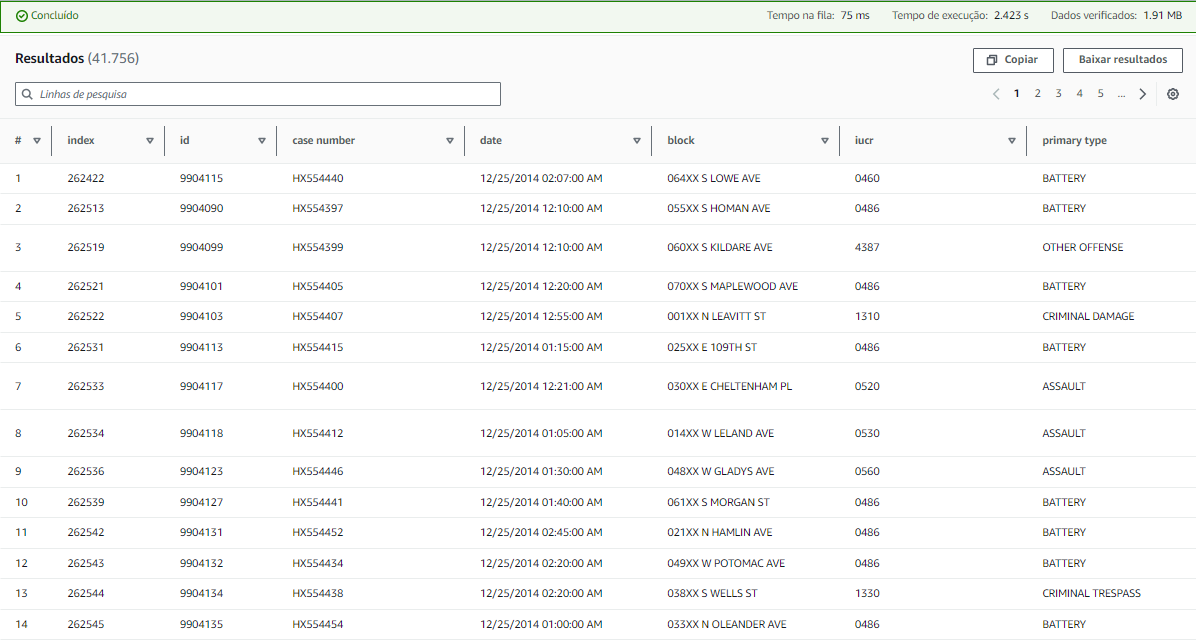 Concluído Tempo na fila: 75 ms Tempo de execução: 2.423 s Dados verificados: 1.91 MB
Resultados (41.756) Copiar Baixar resultados
Linhas de pesquisa 1 2 3 4 5 ...
# index id case number date block iucr primary type
1 262422 9904115 HX554440 12/25/2014 02:07:00 AM 064XX S LOWE AVE 0460 BATTERY
2 262513 9904090 HX554397 12/25/2014 12:10:00 AM 055XX S HOMAN AVE 0486 BATTERY
3 262519 9904099 HX554399 12/25/2014 12:10:00 AM 060XX S KILDARE AVE 4387 OTHER OFFENSE
4 262521 9904101 HX554405 12/25/2014 12:20:00 AM 070XX S MAPLEWOOD AVE 0486 BATTERY
5 262522 9904103 HX554407 12/25/2014 12:55:00 AM 001XX N LEAVITT ST 1310 CRIMINAL DAMAGE
6 262531 9904113 HX554415 12/25/2014 01:15:00 AM 025XX E 109TH ST 0486 BATTERY
7 262533 9904117 HX554400 12/25/2014 12:21:00 AM 030XX E CHELTENHAM PL 0520 ASSAULT
8 262534 9904118 HX554412 12/25/2014 01:05:00 AM 014XX W LELAND AVE 0530 ASSAULT
9 262536 9904123 HX554446 12/25/2014 01:30:00 AM 048XX W GLADYS AVE 0560 ASSAULT
10 262539 9904127 HX554441 12/25/2014 01:40:00 AM 061XX S MORGAN ST 0486 BATTERY
11 262542 9904131 HX554452 12/25/2014 02:45:00 AM 021XX N HAMLIN AVE 0486 BATTERY
12 262543 9904132 HX554434 12/25/2014 02:20:00 AM 049XX W POTOMAC AVE 0486 BATTERY
13 262544 9904134 HX554438 12/25/2014 02:20:00 AM 038XX S WELLS ST 1330 CRIMINAL TRESPASS
14 262545 9904135 HX554454 12/25/2014 01:00:00 AM 033XX N OLEANDER AVE 0486 BATTERY